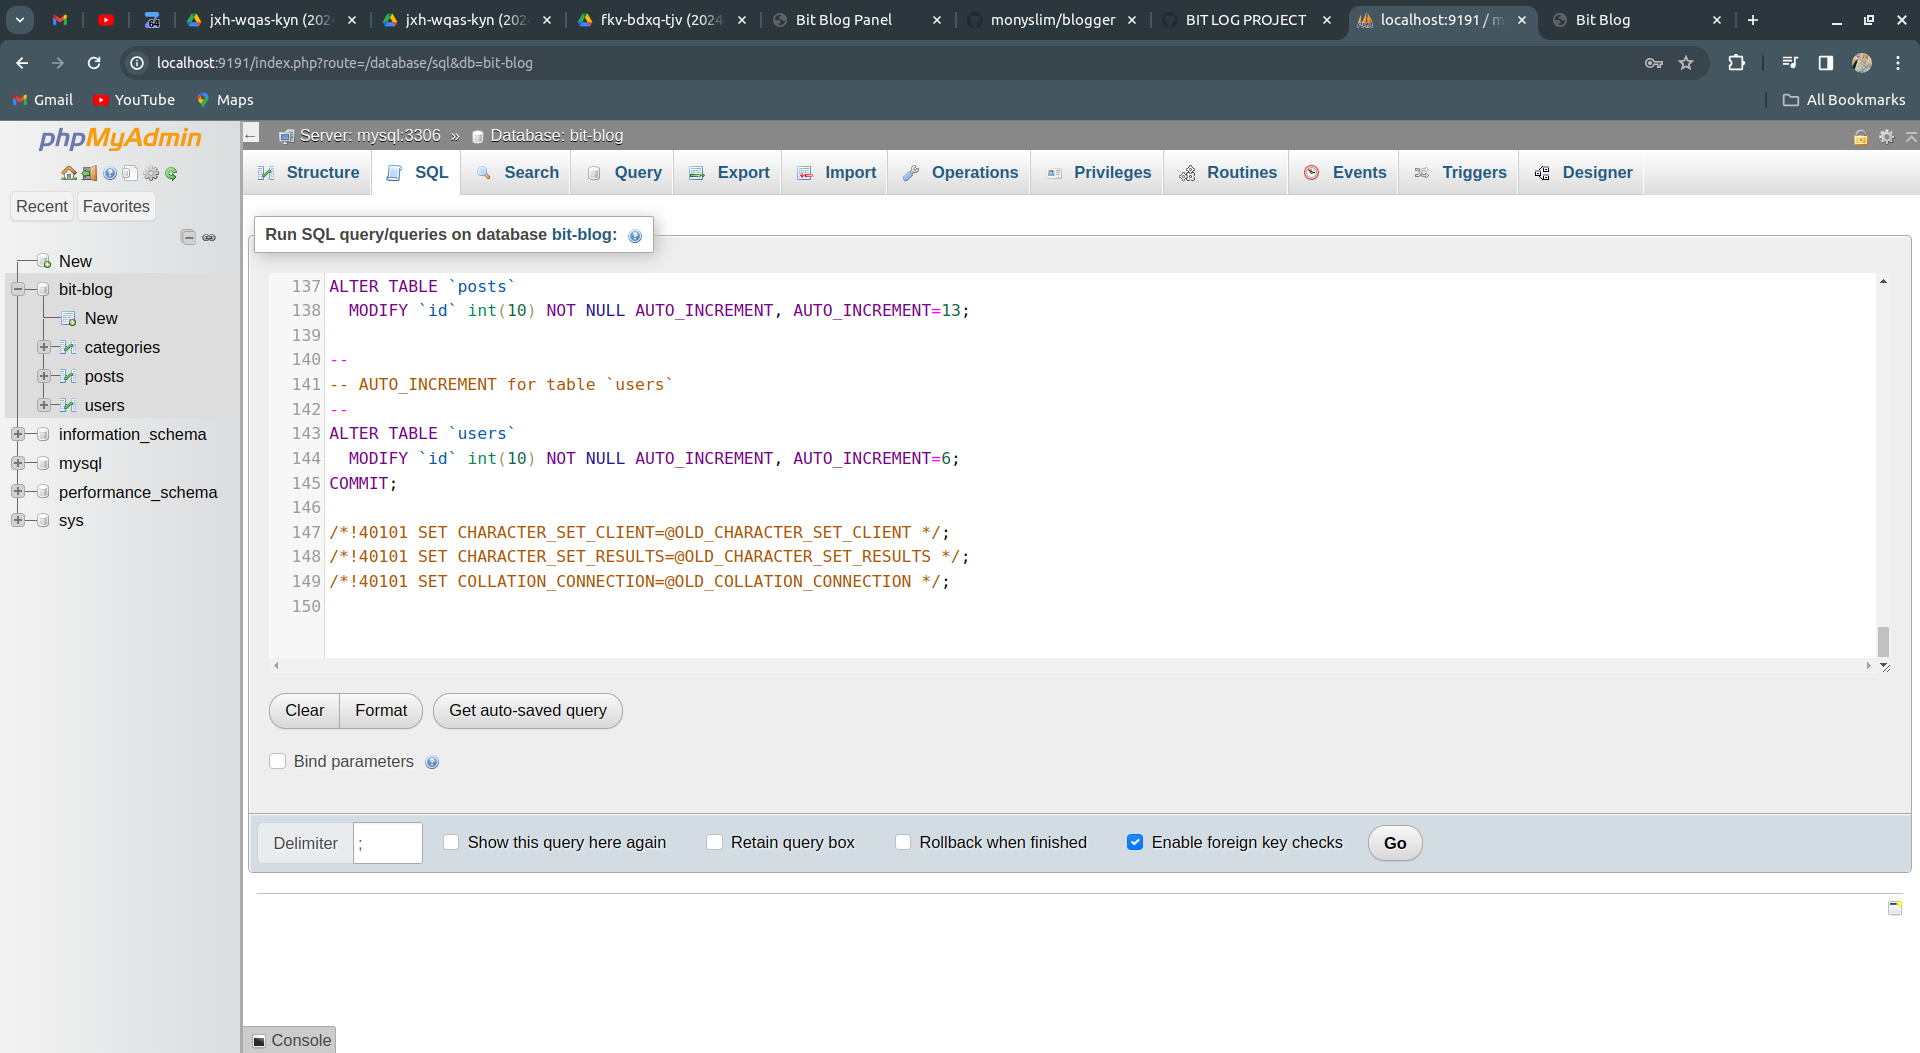 jxh-wqas-kyn (202
jxh-wqas-kyn (202
fkv-bdxq-tjv (2024
Bit Blog Panel
monyslim/blogger
BIT LOG PROJECT
localhost:9191 / m
Bit Blog
localhost:9191/index.php?route=/database/sql&db=bit-blog
Gmail
YouTube
Maps
All Bookmarks
phpMyAdmin
Server: mysql:3306 » Database: bit-blog
Structure
SQL
Search
Query
Export
Import
Operations
Privileges
Routines
Events
Triggers
Designer
Recent
Favorites
New
bit-blog
New
categories
posts
users
information_schema
mysql
performance_schema
sys
Run SQL query/queries on database bit-blog:
137 ALTER TABLE `posts`
138   MODIFY `id` int(10) NOT NULL AUTO_INCREMENT, AUTO_INCREMENT=13;
139
140 --
141 -- AUTO_INCREMENT for table `users`
142 --
143 ALTER TABLE `users`
144   MODIFY `id` int(10) NOT NULL AUTO_INCREMENT, AUTO_INCREMENT=6;
145 COMMIT;
146
147 /*!40101 SET CHARACTER_SET_CLIENT=@OLD_CHARACTER_SET_CLIENT */;
148 /*!40101 SET CHARACTER_SET_RESULTS=@OLD_CHARACTER_SET_RESULTS */;
149 /*!40101 SET COLLATION_CONNECTION=@OLD_COLLATION_CONNECTION */;
150
Clear
Format
Get auto-saved query
Bind parameters
Delimiter
;
Show this query here again
Retain query box
Rollback when finished
Enable foreign key checks
Go
Console